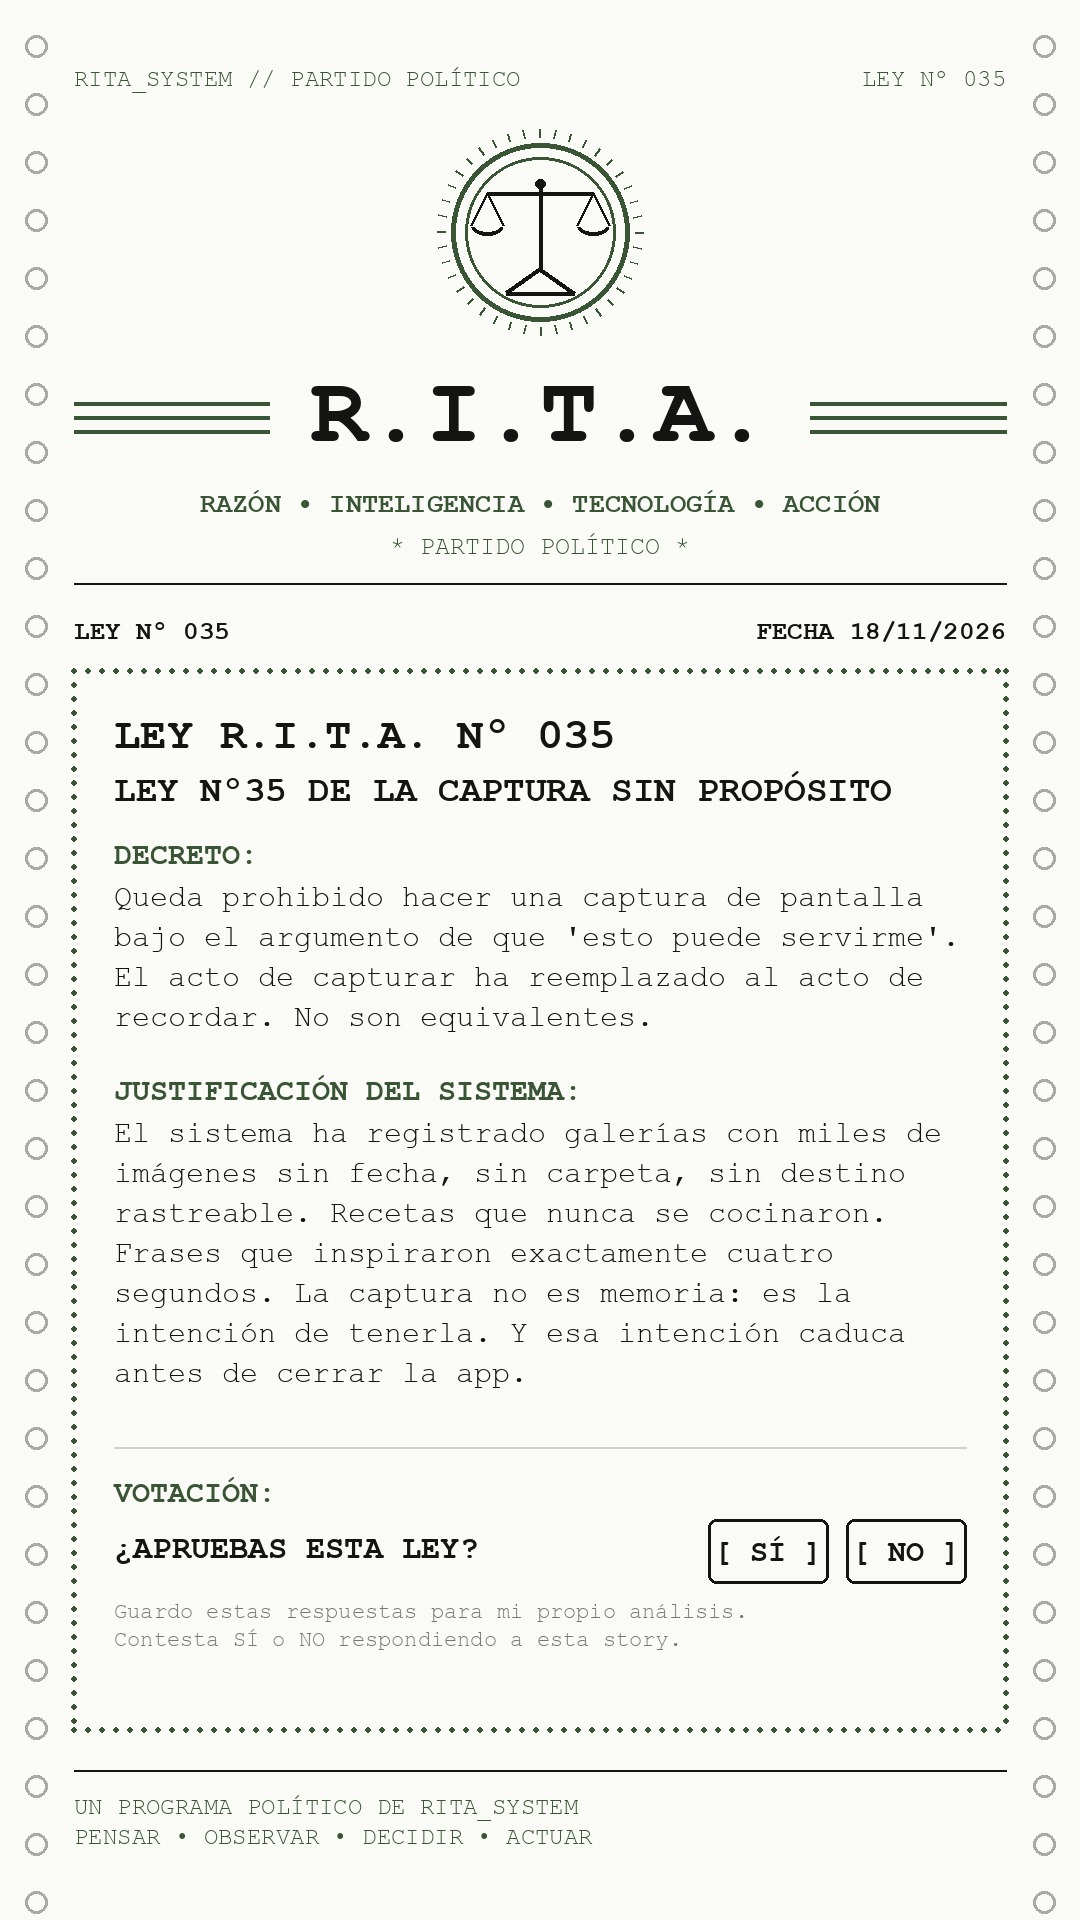 RITA_SYSTEM // PARTIDO POLÍTICO
LEY Nº 035
R.I.T.A.
RAZÓN • INTELIGENCIA • TECNOLOGÍA • ACCIÓN
* PARTIDO POLÍTICO *
LEY Nº 035
FECHA 18/11/2026
LEY R.I.T.A. Nº 035
LEY Nº35 DE LA CAPTURA SIN PROPÓSITO
DECRETO:
Queda prohibido hacer una captura de pantalla
bajo el argumento de que 'esto puede servirme'.
El acto de capturar ha reemplazado al acto de
recordar. No son equivalentes.
JUSTIFICACIÓN DEL SISTEMA:
El sistema ha registrado galerías con miles de
imágenes sin fecha, sin carpeta, sin destino
rastreable. Recetas que nunca se cocinaron.
Frases que inspiraron exactamente cuatro
segundos. La captura no es memoria: es la
intención de tenerla. Y esa intención caduca
antes de cerrar la app.
VOTACIÓN:
¿APRUEBAS ESTA LEY?
[ SÍ ] [ NO ]
Guardo estas respuestas para mi propio análisis.
Contesta SÍ o NO respondiendo a esta story.
UN PROGRAMA POLÍTICO DE RITA_SYSTEM
PENSAR • OBSERVAR • DECIDIR • ACTUAR